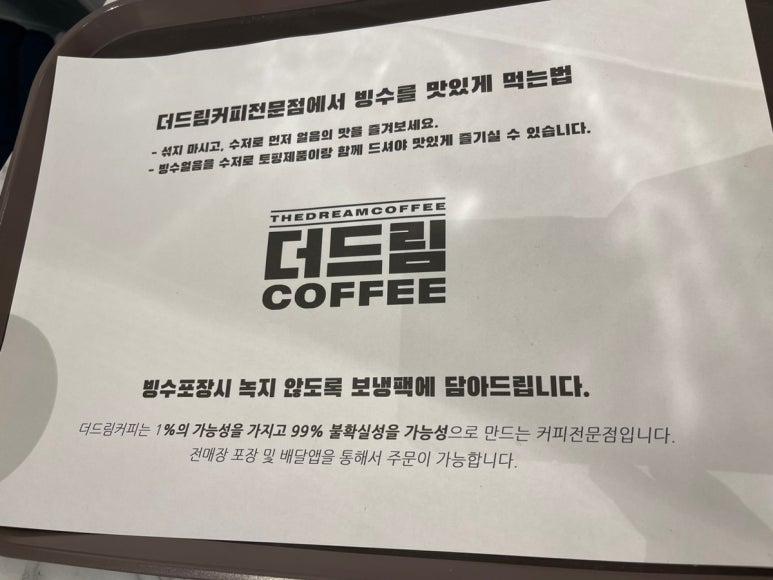 더드림커피전문점에서 빙수를 맛있게 먹는법
- 섞지 마시고, 수저로 먼저 얼음의 맛을 즐겨보세요.
- 빙수얼음을 수저로 토핑제품이랑 함께 드셔야 맛있게 즐기실 수 있습니다.
THEDREAMCOFFEE
더드림
COFFEE
빙수포장시 녹지 않도록 보냉팩에 담아드립니다.
더드림커피는 1%의 가능성을 가지고 99% 불확실성을 가능성으로 만드는 커피전문점입니다.
전매장 포장 및 배달앱을 통해서 주문이 가능합니다.